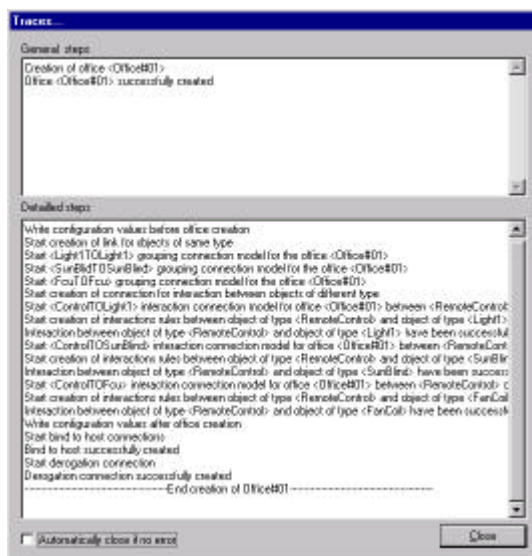 Traces...
General steps
Creation of office <Office#01>
Office <Office#01> successfully created
Detailed steps
Write configuration values before office creation
Start creation of link for objects of same type
Start <Light1TOLight1> grouping connection model for the office <Office#01>
Start <SunBlidTOSunBlind> grouping connection model for the office <Office#01>
Start <FcuTOFcu> grouping connection model for the office <Office#01>
Start creation of connection for interaction between objects of different type
Start <ControlTOLight1> interaction connection model for office <Office#01> between <RemoteControl
Start creation of interactions rules between object of type <RemoteControl> and object of type <Light1
Interaction between object of type <RemoteControl> and object of type <Light1> have been successful
Start <ControlTOSunBlind> interaction connection model for office <Office#01> between <RemoteCont
Start creation of interactions rules between object of type <RemoteControl> and object of type <SunBlin
Interaction between object of type <RemoteControl> and object of type <SunBlind> have been success
Start <ControlTOFcu> interaction connection model for office <Office#01> between <RemoteControl>
Start creation of interactions rules between object of type <RemoteControl> and object of type <FanCoil
Interaction between object of type <RemoteControl> and object of type <FanCoil> have been successf
Write configuration values after office creation
Start bind to host connections
Bind to host successfully created
Start derogation connection
Derogation connection successfully created
----------------------------------End creation of Office#01----------------------------------
Automatically close if no error
Close